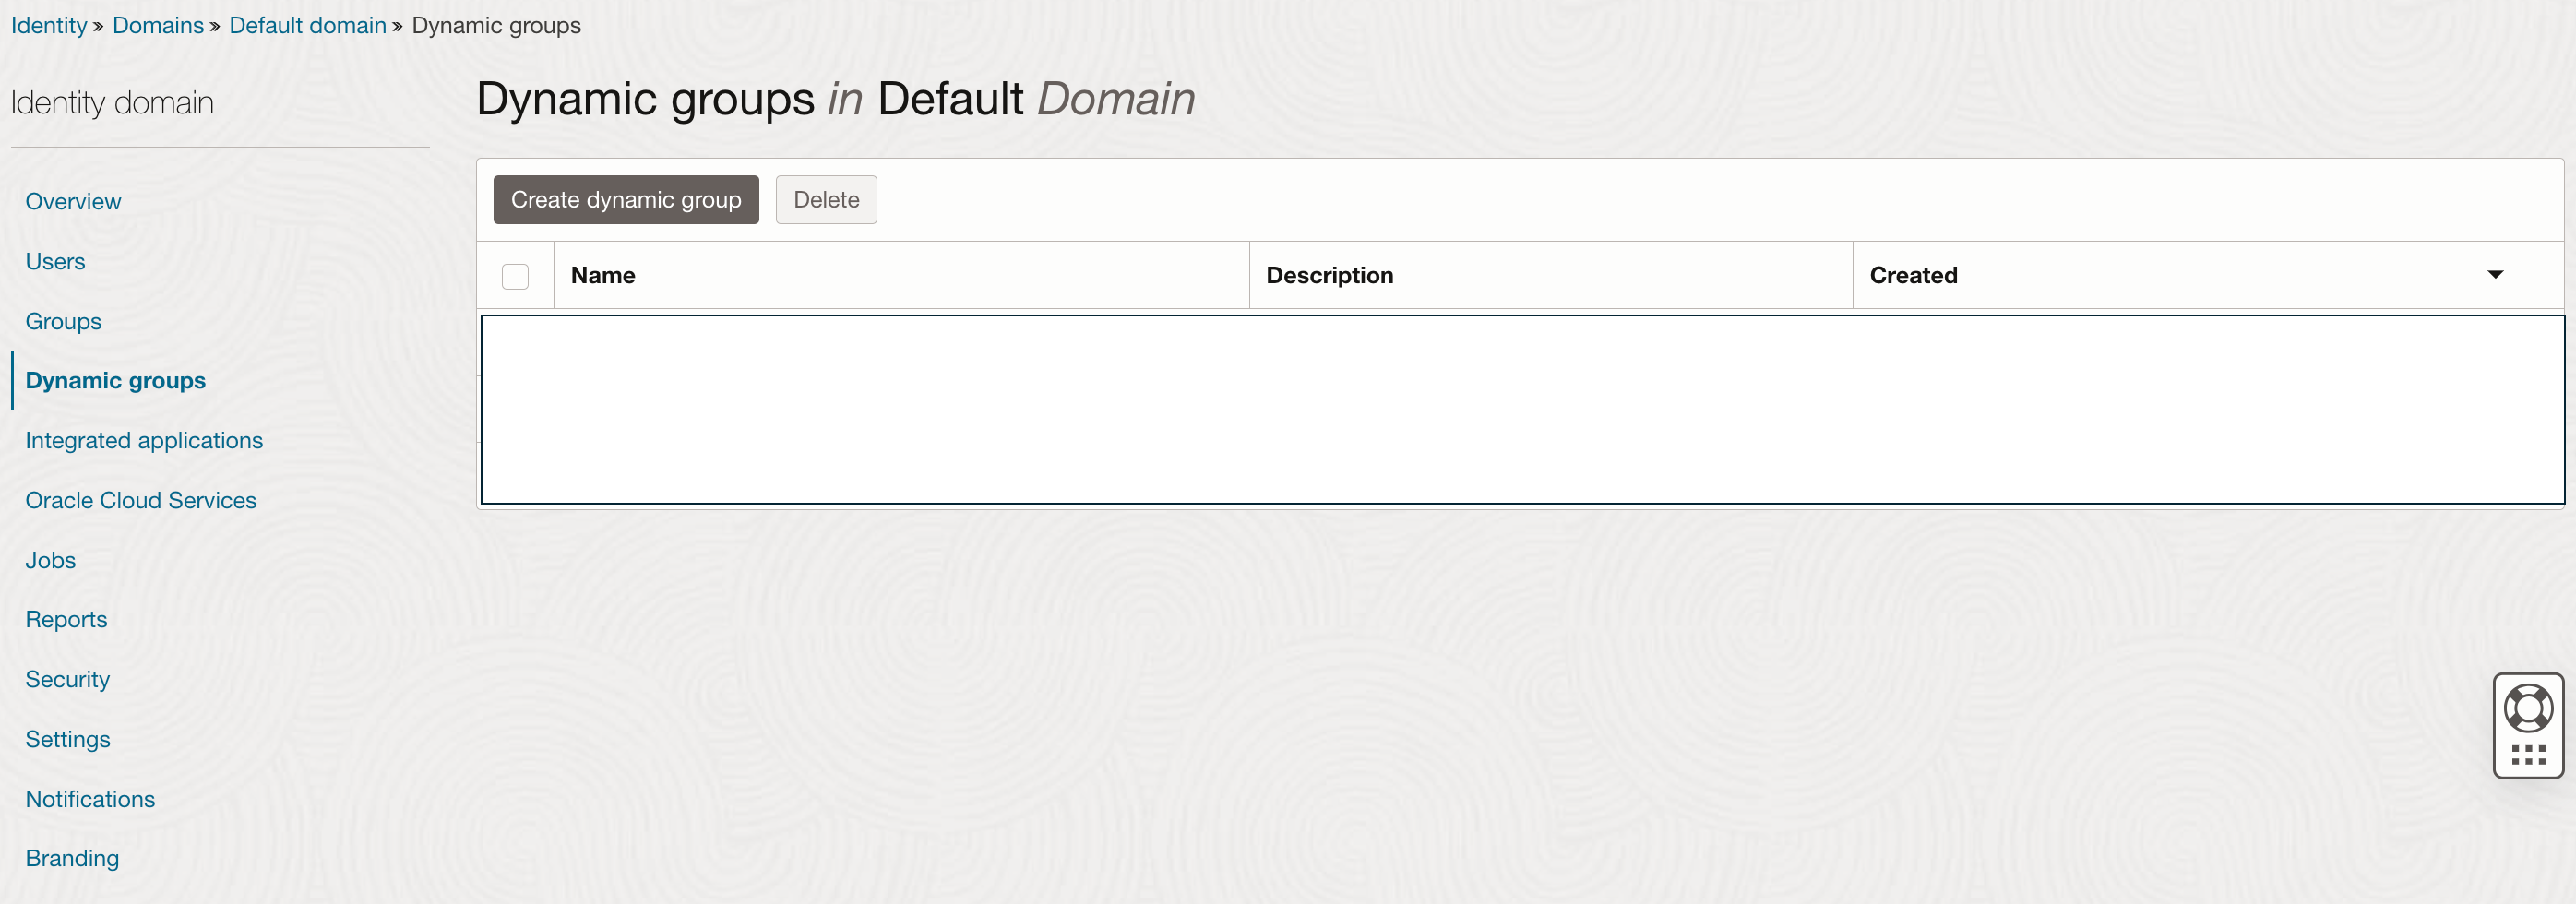 Identity » Domains » Default domain » Dynamic groups
Identity domain
Overview
Users
Groups
Dynamic groups
Integrated applications
Oracle Cloud Services
Jobs
Reports
Security
Settings
Notifications
Branding
Dynamic groups in Default Domain
Create dynamic group Delete
Name Description Created